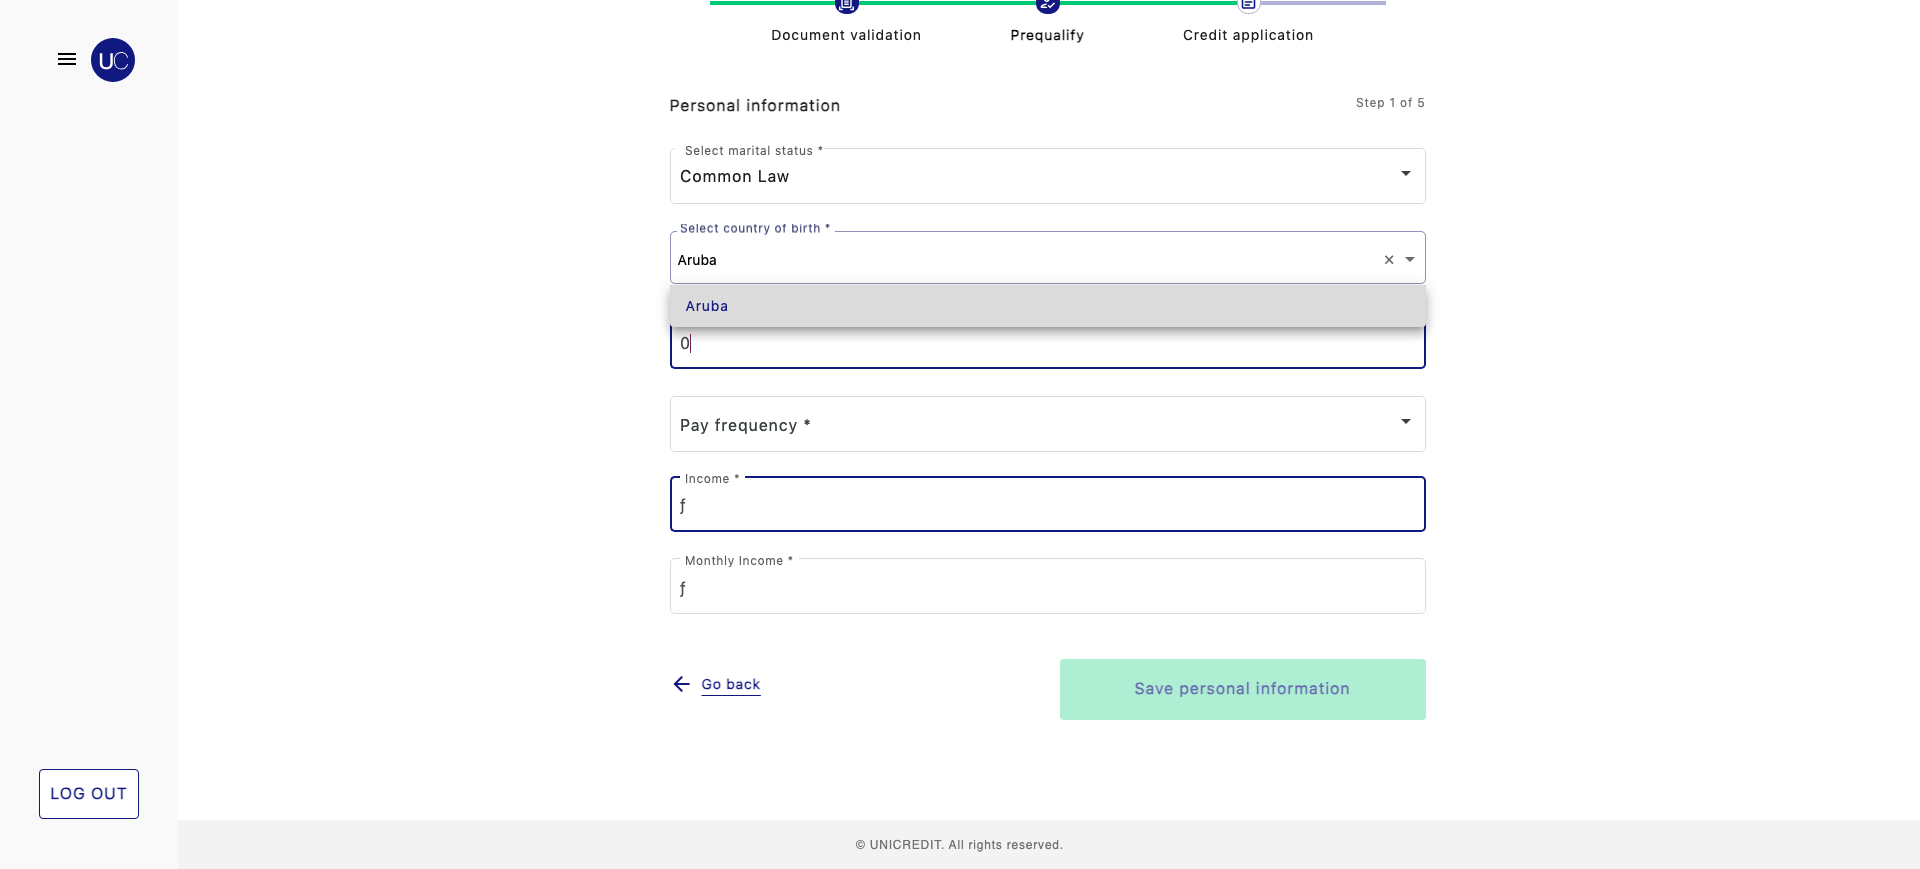 UC
Document validation
Prequalify
Credit application
Personal information
Step 1 of 5
Select marital status *
Common Law
Select country of birth *
Aruba
Aruba
0
Pay frequency *
Income *
ƒ
Monthly Income *
ƒ
Go back
Save personal information
LOG OUT
© UNICREDIT. All rights reserved.